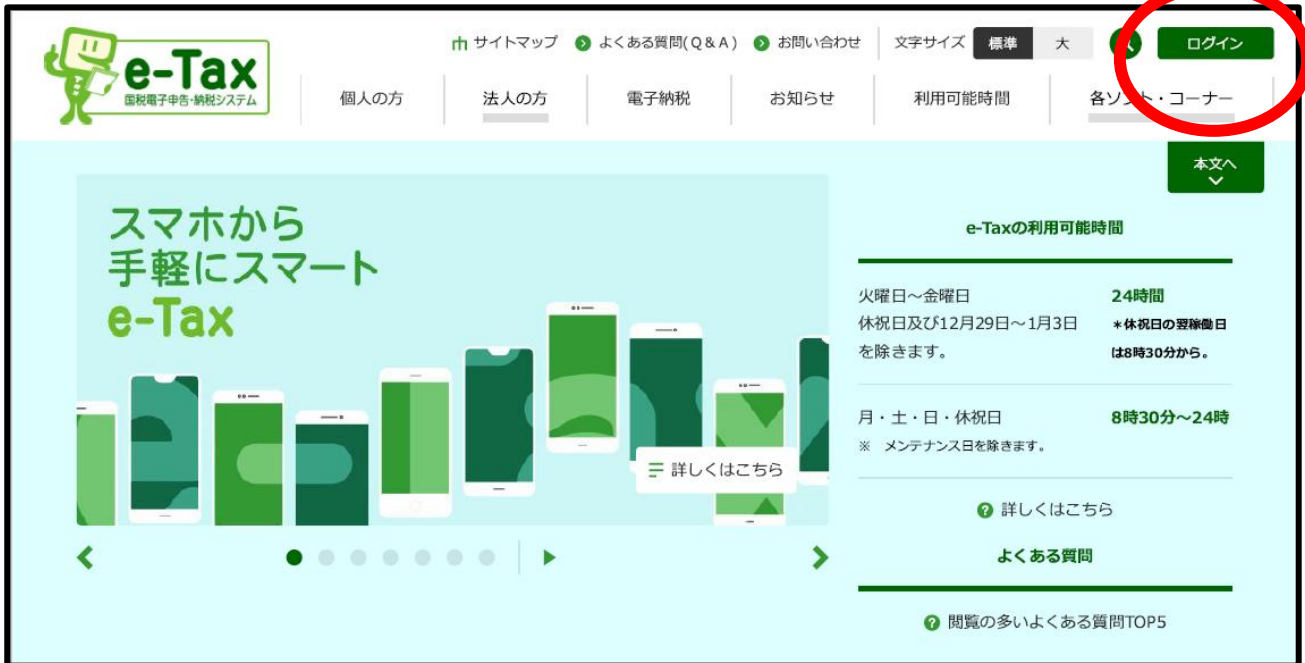 サイトマップ よくある質問(Q&A) お問い合わせ 文字サイズ 標準 大 ログイン
e-Tax
国税電子申告・納税システム
個人の方 法人の方 電子納税 お知らせ 利用可能時間 各ソフト・コーナー
本文へ
スマホから
手軽にスマート
e-Tax
詳しくはこちら
e-Taxの利用可能時間
火曜日～金曜日 24時間
休祝日及び12月29日～1月3日 *休祝日の翌稼働日
を除きます。 は8時30分から。
月・土・日・休祝日 8時30分～24時
※ メンテナンス日を除きます。
詳しくはこちら
よくある質問
閲覧の多いよくある質問TOP5